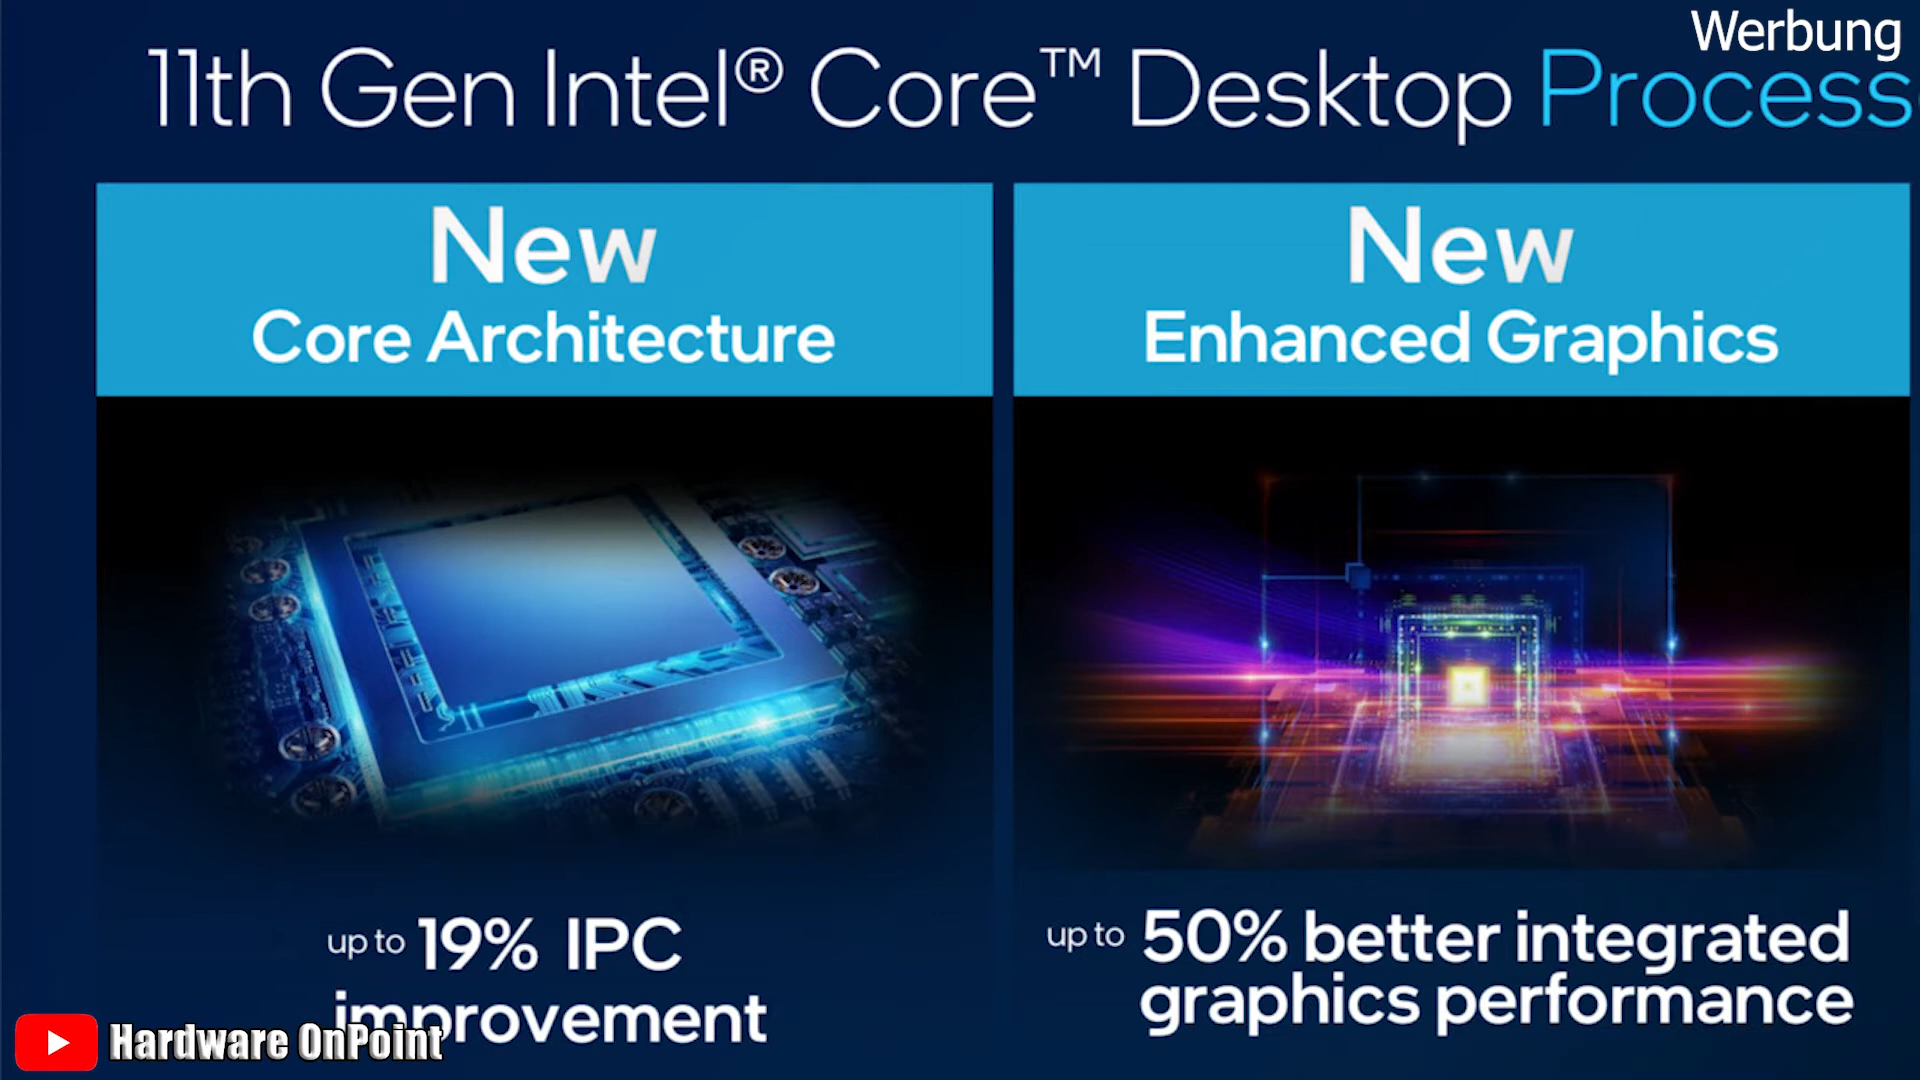 Werbung
11th Gen Intel® Core™ Desktop Process
New
Core Architecture
up to 19% IPC
improvement
New
Enhanced Graphics
up to 50% better integrated
graphics performance
Hardware OnPoint